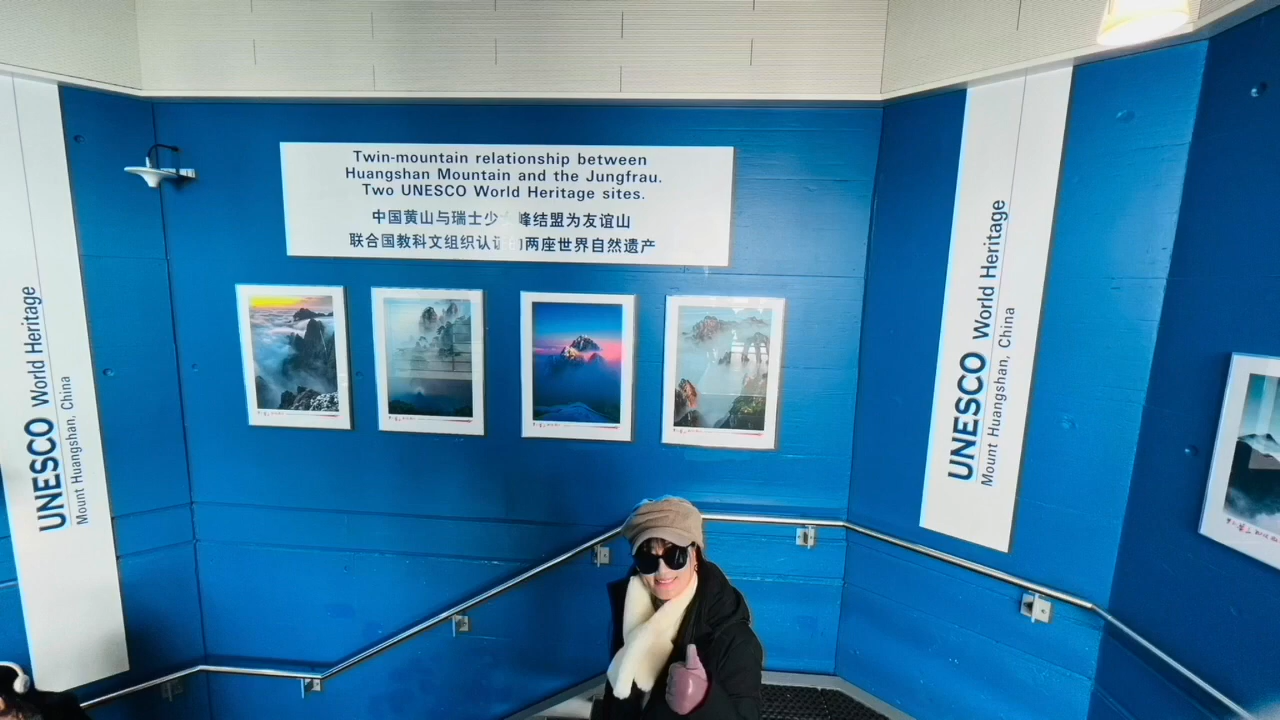 Twin-mountain relationship between
Huangshan Mountain and the Jungfrau.
Two UNESCO World Heritage sites.
中国黄山与瑞士少 峰结盟为友谊山
联合国教科文组织认 两座世界自然遗产
UNESCO World Heritage
Mount Huangshan, China
UNESCO World Heritage
Mount Huangshan, China